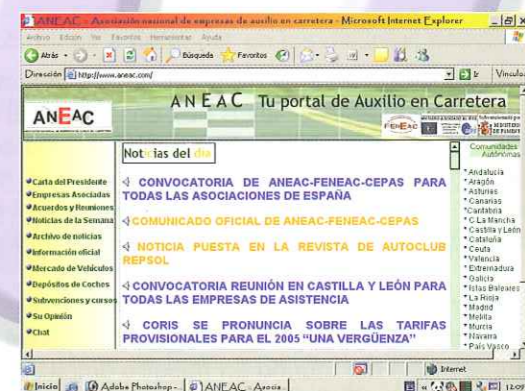 ANEAC - Asociación nacional de empresas de auxilio en carretera - Microsoft Internet Explorer
Archivo Edición Ver Favoritos Herramientas Ayuda
Atrás Búsqueda Favoritos
Dirección http://www.aneac.com/ Ir Vínculos
ANEAC
ANEAC Tu portal de Auxilio en Carretera
FENEAC
Noticias del día
Comunidades Autónomas
Carta del Presidente
Empresas Asociadas
Acuerdos y Reuniones
Noticias de la Semana
Archivo de noticias
Información oficial
Mercado de Vehículos
Depósitos de Coches
Subvenciones y cursos
Su Opinión
Chat
CONVOCATORIA DE ANEAC-FENEAC-CEPAS PARA
TODAS LAS ASOCIACIONES DE ESPAÑA
COMUNICADO OFICIAL DE ANEAC-FENEAC-CEPAS
NOTICIA PUESTA EN LA REVISTA DE AUTOCLUB
REPSOL
CONVOCATORIA REUNIÓN EN CASTILLA Y LEÓN PARA
TODAS LAS EMPRESAS DE ASISTENCIA
CORIS SE PRONUNCIA SOBRE LAS TARIFAS
PROVISIONALES PARA EL 2005 “UNA VERGÜENZA”
* Andalucía
* Aragón
* Asturias
* Canarias
* Cantabria
* C.La Mancha
* Castilla y León
* Cataluña
* Ceuta
* Valencia
* Extremadura
* Galicia
* Islas Baleares
* La Rioja
* Madrid
* Melilla
* Murcia
* Navarra
* País Vasco
Internet
Inicio Adobe Photoshop - ANEAC - Asocia... 12:09